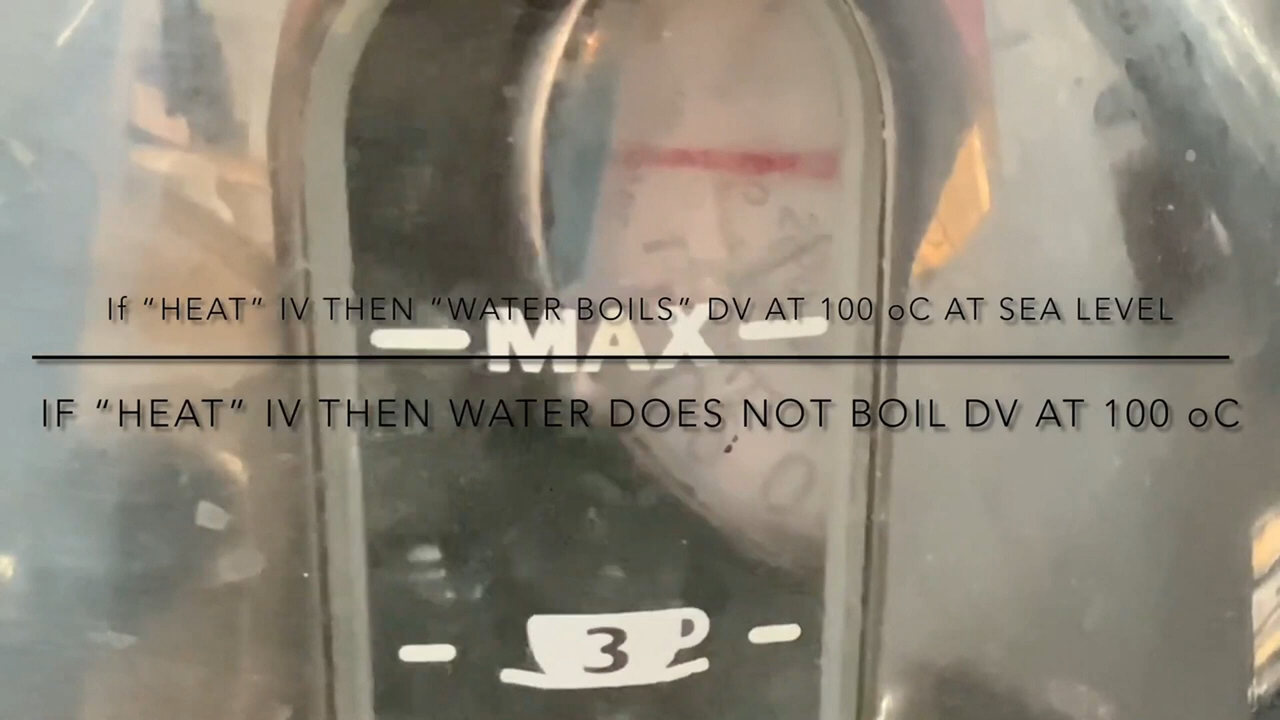 If “HEAT” IV THEN “WATER BOILS” DV AT 100 oC AT SEA LEVEL
MAX
IF “HEAT” IV THEN WATER DOES NOT BOIL DV AT 100 oC
3